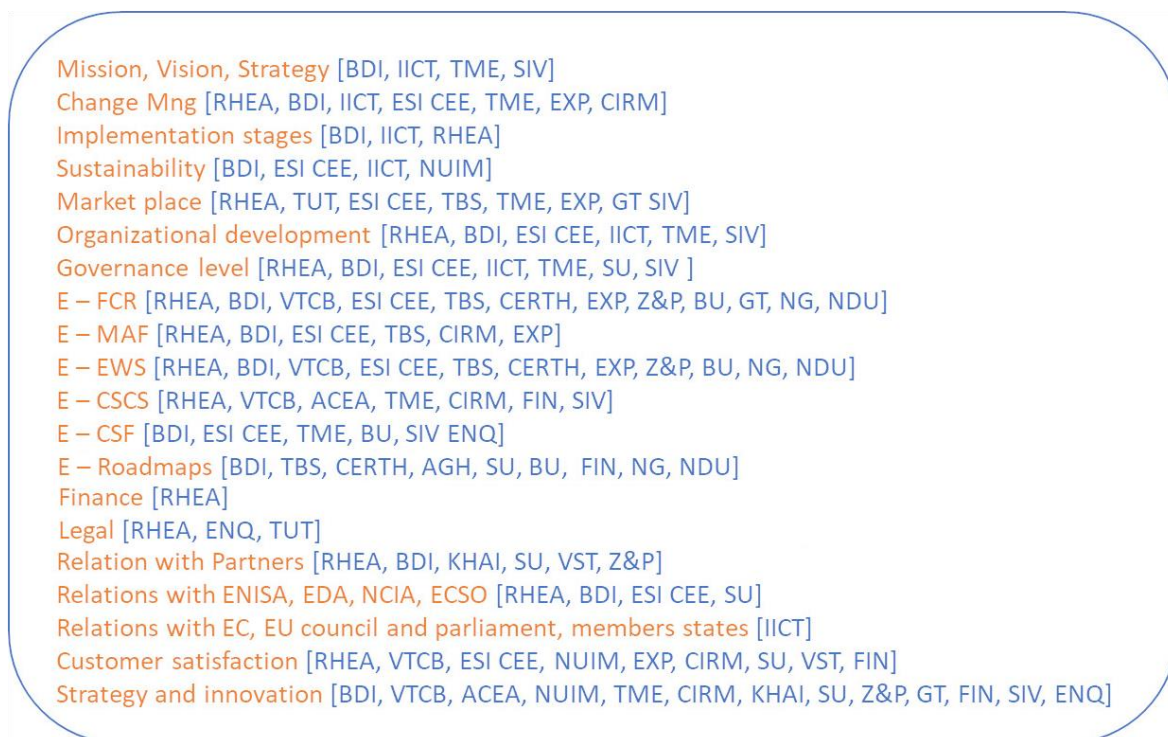 Mission, Vision, Strategy [BDI, IICT, TME, SIV]
Change Mng [RHEA, BDI, IICT, ESI CEE, TME, EXP, CIRM]
Implementation stages [BDI, IICT, RHEA]
Sustainability [BDI, ESI CEE, IICT, NUIM]
Market place [RHEA, TUT, ESI CEE, TBS, TME, EXP, GT SIV]
Organizational development [RHEA, BDI, ESI CEE, IICT, TME, SIV]
Governance level [RHEA, BDI, ESI CEE, IICT, TME, SU, SIV ]
E – FCR [RHEA, BDI, VTCB, ESI CEE, TBS, CERTH, EXP, Z&P, BU, GT, NG, NDU]
E – MAF [RHEA, BDI, ESI CEE, TBS, CIRM, EXP]
E – EWS [RHEA, BDI, VTCB, ESI CEE, TBS, CERTH, EXP, Z&P, BU, NG, NDU]
E – CSCS [RHEA, VTCB, ACEA, TME, CIRM, FIN, SIV]
E – CSF [BDI, ESI CEE, TME, BU, SIV ENQ]
E – Roadmaps [BDI, TBS, CERTH, AGH, SU, BU,  FIN, NG, NDU]
Finance [RHEA]
Legal [RHEA, ENQ, TUT]
Relation with Partners [RHEA, BDI, KHAI, SU, VST, Z&P]
Relations with ENISA, EDA, NCIA, ECSO [RHEA, BDI, ESI CEE, SU]
Relations with EC, EU council and parliament, members states [IICT]
Customer satisfaction [RHEA, VTCB, ESI CEE, NUIM, EXP, CIRM, SU, VST, FIN]
Strategy and innovation [BDI, VTCB, ACEA, NUIM, TME, CIRM, KHAI, SU, Z&P, GT, FIN, SIV, ENQ]